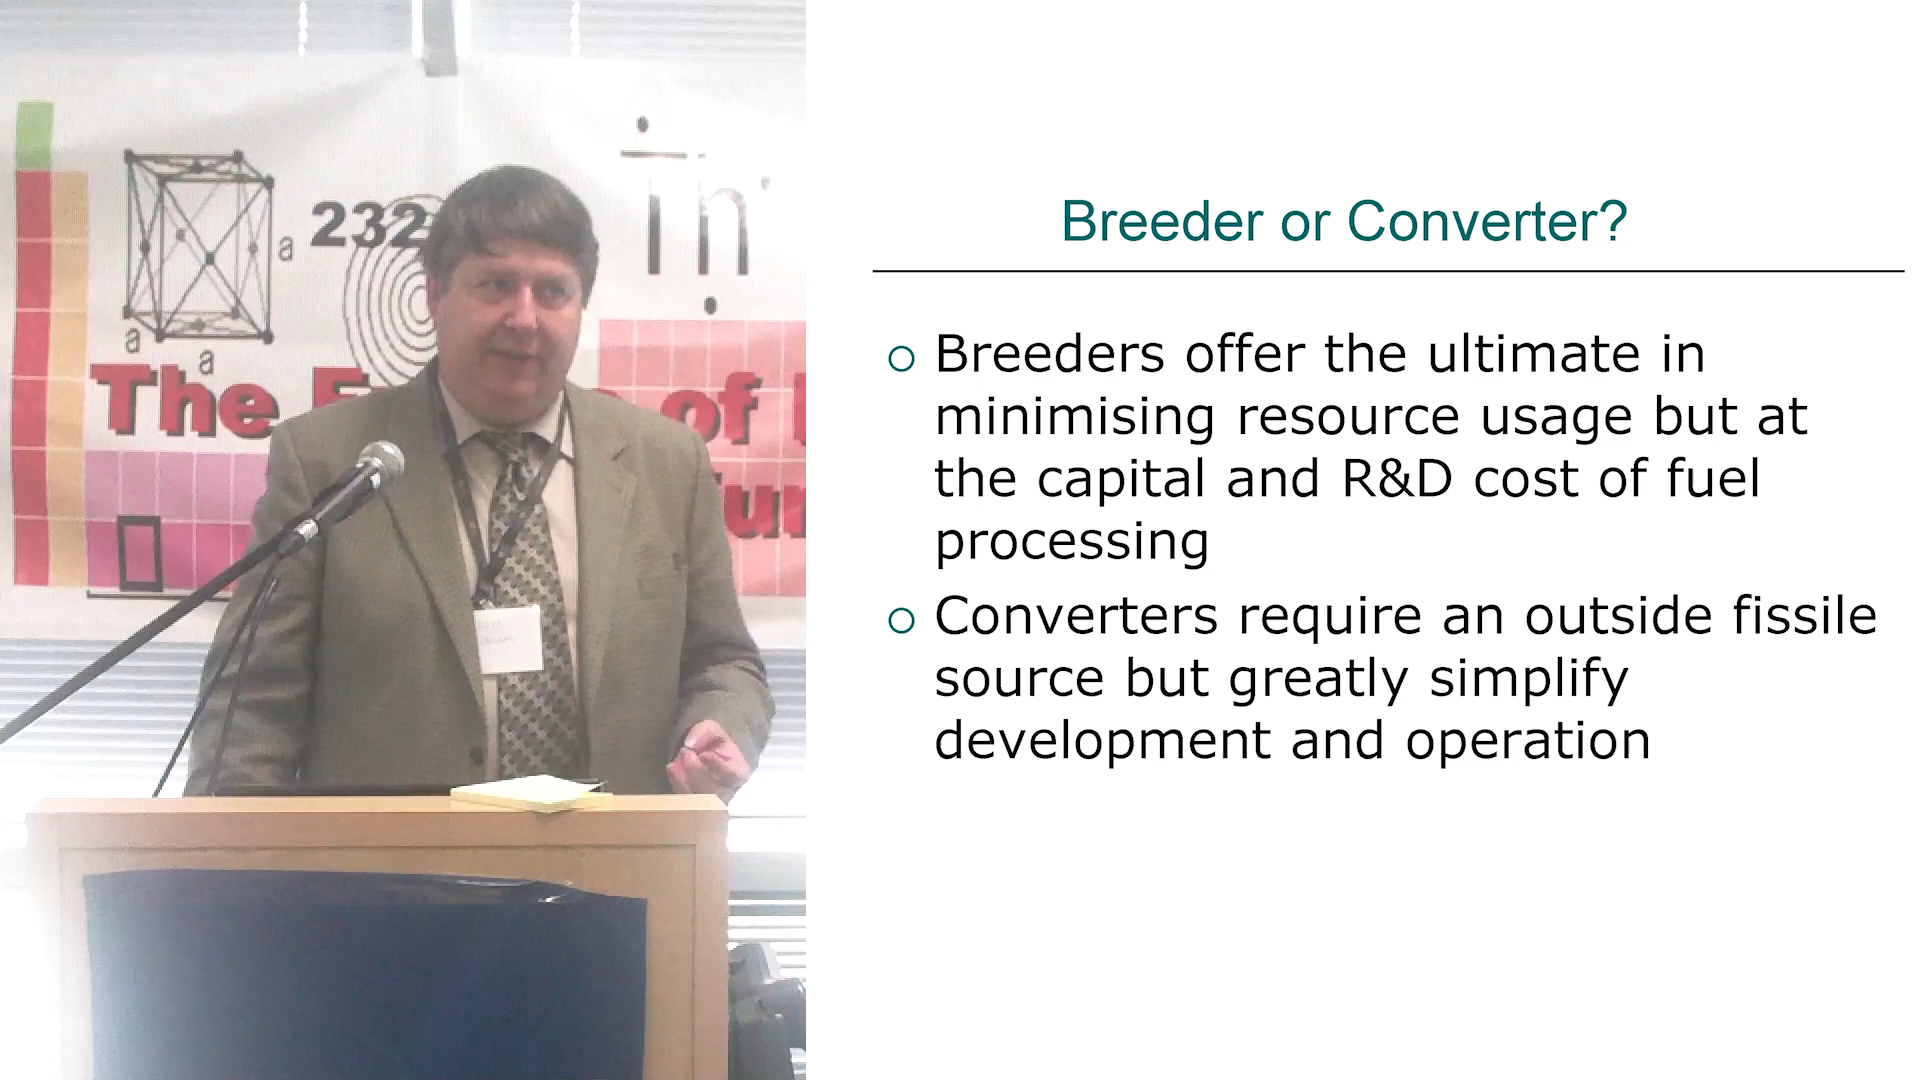 232
Th
a
a
a
The
of
Breeder or Converter?
Breeders offer the ultimate in
minimising resource usage but at
the capital and R&D cost of fuel
processing
Converters require an outside fissile
source but greatly simplify
development and operation